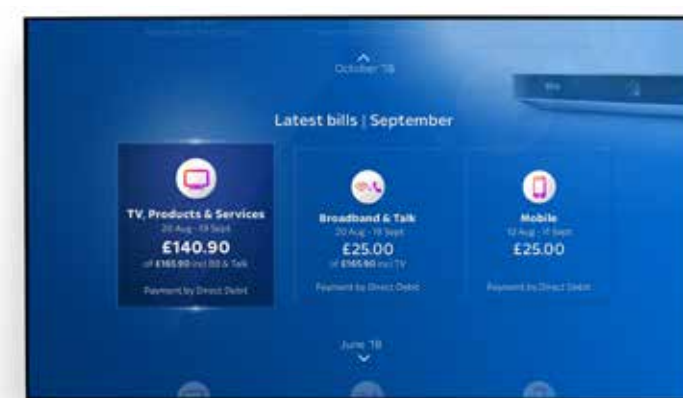 October '18
Latest bills | September
TV, Products & Services
20 Aug - 19 Sept
£140.90
of £165.90 incl BB & Talk
Payment by Direct Debit
Broadband & Talk
20 Aug - 19 Sept
£25.00
of £165.90 incl TV
Payment by Direct Debit
Mobile
12 Aug - 11 Sept
£25.00
Payment by Direct Debit
June '18